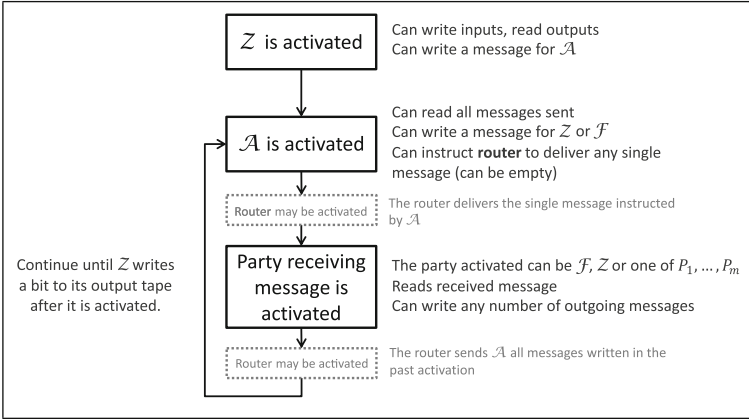 𝒵 is activated
Can write inputs, read outputs
Can write a message for 𝒜
𝒜 is activated
Can read all messages sent
Can write a message for 𝒵 or ℱ
Can instruct router to deliver any single
message (can be empty)
Router may be activated
The router delivers the single message instructed
by 𝒜
Continue until 𝒵 writes
a bit to its output tape
after it is activated.
Party receiving
message is
activated
The party activated can be ℱ, 𝒵 or one of P₁, ... , Pₘ
Reads received message
Can write any number of outgoing messages
Router may be activated
The router sends 𝒜 all messages written in the
past activation